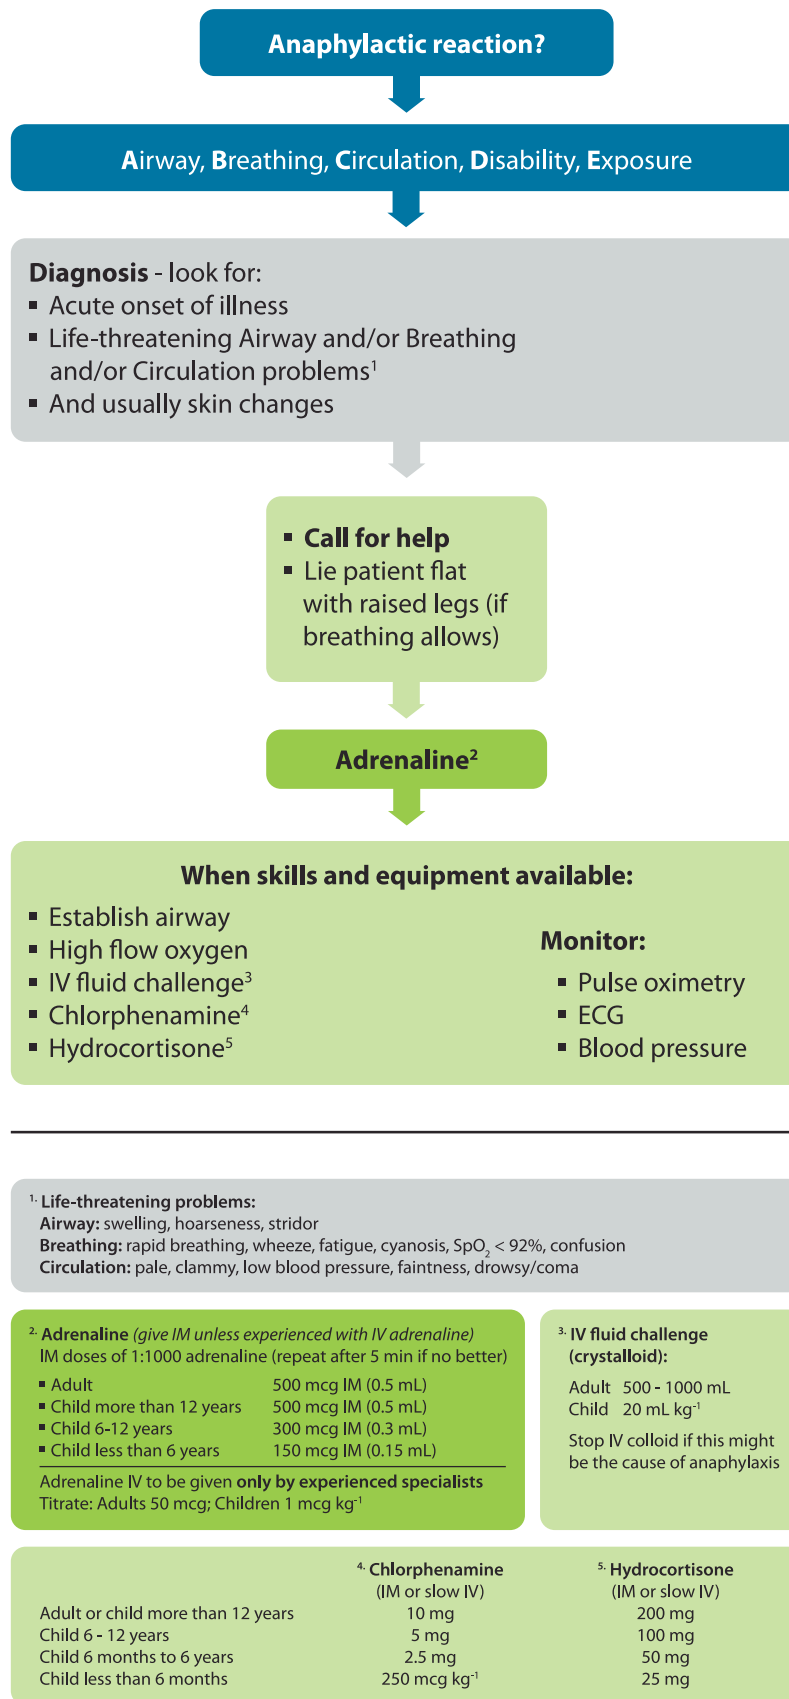 Anaphylactic reaction?
Airway, Breathing, Circulation, Disability, Exposure
Diagnosis - look for:
▪ Acute onset of illness
▪ Life-threatening Airway and/or Breathing
and/or Circulation problems¹
▪ And usually skin changes
▪ Call for help
▪ Lie patient flat
with raised legs (if
breathing allows)
Adrenaline²
When skills and equipment available:
▪ Establish airway
▪ High flow oxygen
▪ IV fluid challenge³
▪ Chlorphenamine⁴
▪ Hydrocortisone⁵
Monitor:
▪ Pulse oximetry
▪ ECG
▪ Blood pressure
¹· Life-threatening problems:
Airway: swelling, hoarseness, stridor
Breathing: rapid breathing, wheeze, fatigue, cyanosis, SpO₂ < 92%, confusion
Circulation: pale, clammy, low blood pressure, faintness, drowsy/coma
²· Adrenaline (give IM unless experienced with IV adrenaline)
IM doses of 1:1000 adrenaline (repeat after 5 min if no better)
▪ Adult 500 mcg IM (0.5 mL)
▪ Child more than 12 years 500 mcg IM (0.5 mL)
▪ Child 6-12 years 300 mcg IM (0.3 mL)
▪ Child less than 6 years 150 mcg IM (0.15 mL)
Adrenaline IV to be given only by experienced specialists
Titrate: Adults 50 mcg; Children 1 mcg kg⁻¹
³· IV fluid challenge
(crystalloid):
Adult 500 - 1000 mL
Child 20 mL kg⁻¹
Stop IV colloid if this might
be the cause of anaphylaxis
⁴· Chlorphenamine ⁵· Hydrocortisone
(IM or slow IV) (IM or slow IV)
Adult or child more than 12 years 10 mg 200 mg
Child 6 - 12 years 5 mg 100 mg
Child 6 months to 6 years 2.5 mg 50 mg
Child less than 6 months 250 mcg kg⁻¹ 25 mg